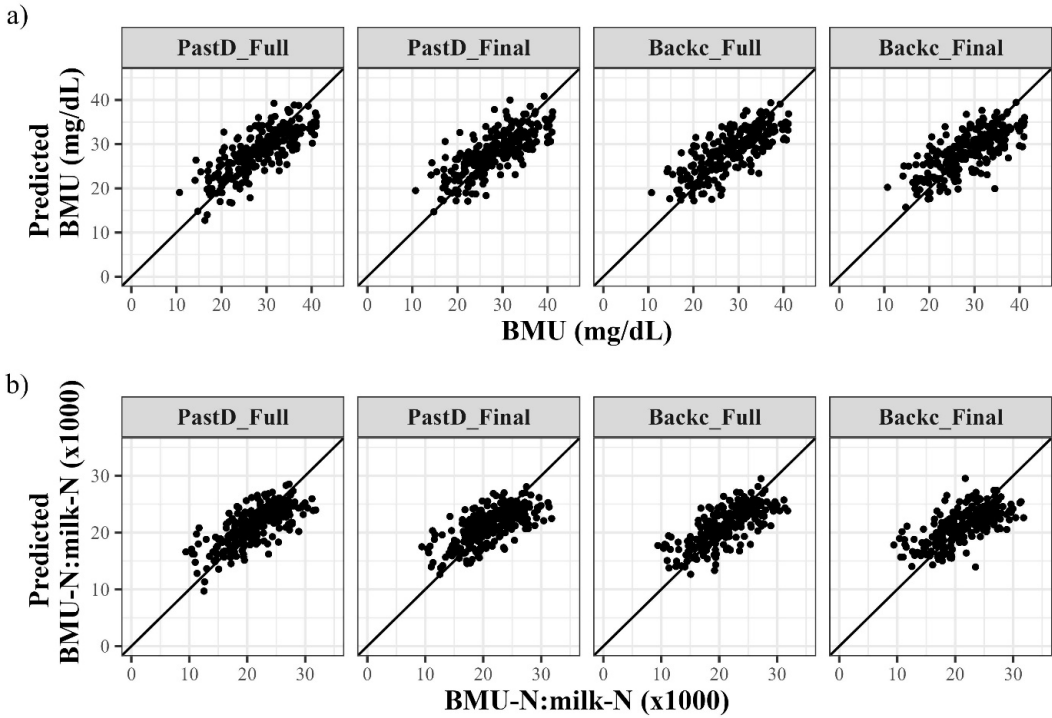 a)
PastD_Full PastD_Final Backc_Full Backc_Final
Predicted
BMU (mg/dL)
40
30
20
10
0
0 10 20 30 40 0 10 20 30 40 0 10 20 30 40 0 10 20 30 40
BMU (mg/dL)
b)
PastD_Full PastD_Final Backc_Full Backc_Final
Predicted
BMU-N:milk-N (x1000)
30
20
10
0
0 10 20 30 0 10 20 30 0 10 20 30 0 10 20 30
BMU-N:milk-N (x1000)